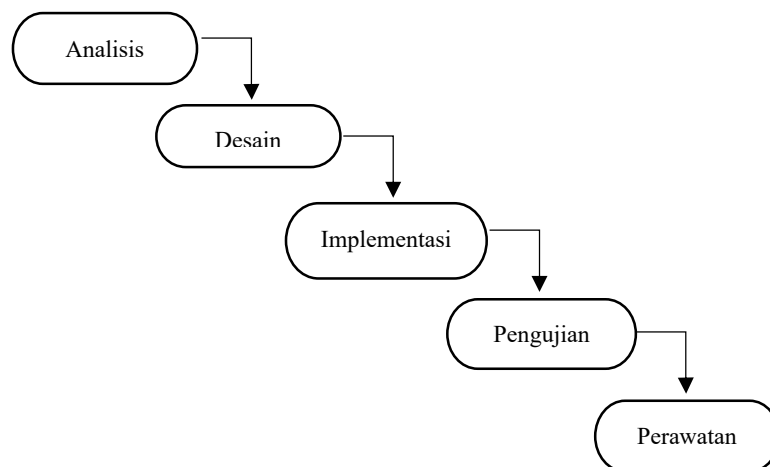 Analisis
Desain
Implementasi
Pengujian
Perawatan